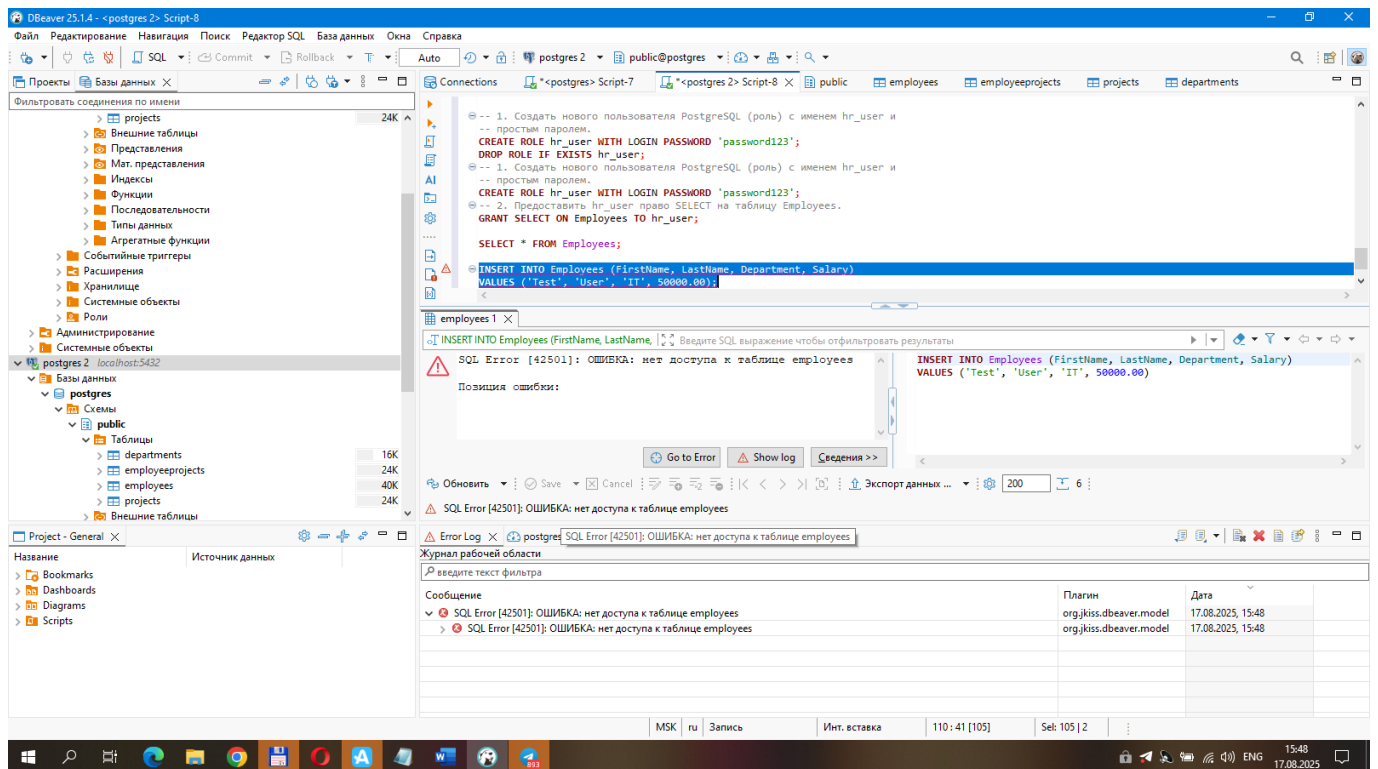 DBeaver 25.1.4 - <postgres 2> Script-8
Файл Редактирование Навигация Поиск Редактор SQL База данных Окна Справка
SQL Commit Rollback Auto postgres 2 public@postgres
Проекты Базы данных
Connections *<postgres> Script-7 *<postgres 2> Script-8 public employees employeeprojects projects departments
Фильтровать соединения по имени
projects 24K
Внешние таблицы
Представления
Мат. представления
Индексы
Функции
Последовательности
Типы данных
Агрегатные функции
Событийные триггеры
Расширения
Хранилище
Системные объекты
Роли
Администрирование
Системные объекты
postgres 2 localhost:5432
Базы данных
postgres
Схемы
public
Таблицы
departments 16K
employeeprojects 24K
employees 40K
projects 24K
Внешние таблицы
AI
-- 1. Создать нового пользователя PostgreSQL (роль) с именем hr_user и
-- простым паролем.
CREATE ROLE hr_user WITH LOGIN PASSWORD 'password123';
DROP ROLE IF EXISTS hr_user;
-- 1. Создать нового пользователя PostgreSQL (роль) с именем hr_user и
-- простым паролем.
CREATE ROLE hr_user WITH LOGIN PASSWORD 'password123';
-- 2. Предоставить hr_user право SELECT на таблицу Employees.
GRANT SELECT ON Employees TO hr_user;
SELECT * FROM Employees;
INSERT INTO Employees (FirstName, LastName, Department, Salary)
VALUES ('Test', 'User', 'IT', 50000.00);
employees 1
INSERT INTO Employees (FirstName, LastName, Введите SQL выражение чтобы отфильтровать результаты
SQL Error [42501]: ОШИБКА: нет доступа к таблице employees
Позиция ошибки:
INSERT INTO Employees (FirstName, LastName, Department, Salary)
VALUES ('Test', 'User', 'IT', 50000.00)
Go to Error Show log Сведения >>
Обновить Save Cancel Экспорт данных ... 200 6
SQL Error [42501]: ОШИБКА: нет доступа к таблице employees
Project - General
Название Источник данных
Bookmarks
Dashboards
Diagrams
Scripts
Error Log postgres SQL Error [42501]: ОШИБКА: нет доступа к таблице employees
Журнал рабочей области
введите текст фильтра
Сообщение Плагин Дата
SQL Error [42501]: ОШИБКА: нет доступа к таблице employees org.jkiss.dbeaver.model 17.08.2025, 15:48
SQL Error [42501]: ОШИБКА: нет доступа к таблице employees org.jkiss.dbeaver.model 17.08.2025, 15:48
MSK ru Запись Инт. вставка 110 : 41 [105] Sel: 105 | 2
893
ENG
15:48
17.08.2025